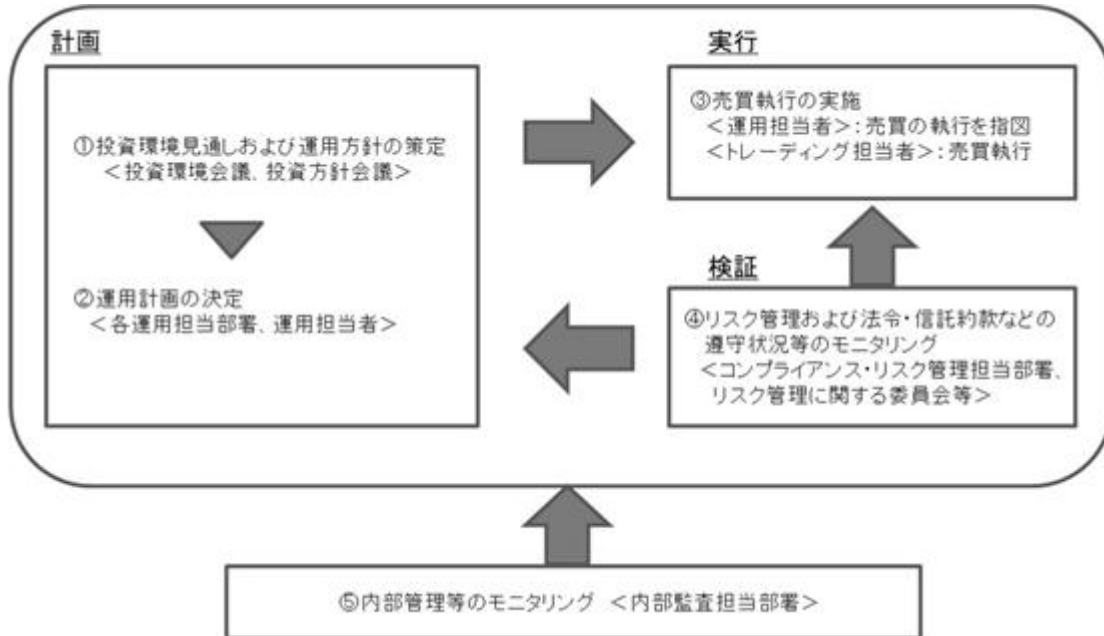 計画
①投資環境見通しおよび運用方針の策定
＜投資環境会議、投資方針会議＞
②運用計画の決定
＜各運用担当部署、運用担当者＞
実行
③売買執行の実施
＜運用担当者＞：売買の執行を指図
＜トレーディング担当者＞：売買執行
検証
④リスク管理および法令・信託約款などの
遵守状況等のモニタリング
＜コンプライアンス・リスク管理担当部署、
リスク管理に関する委員会等＞
⑤内部管理等のモニタリング ＜内部監査担当部署＞